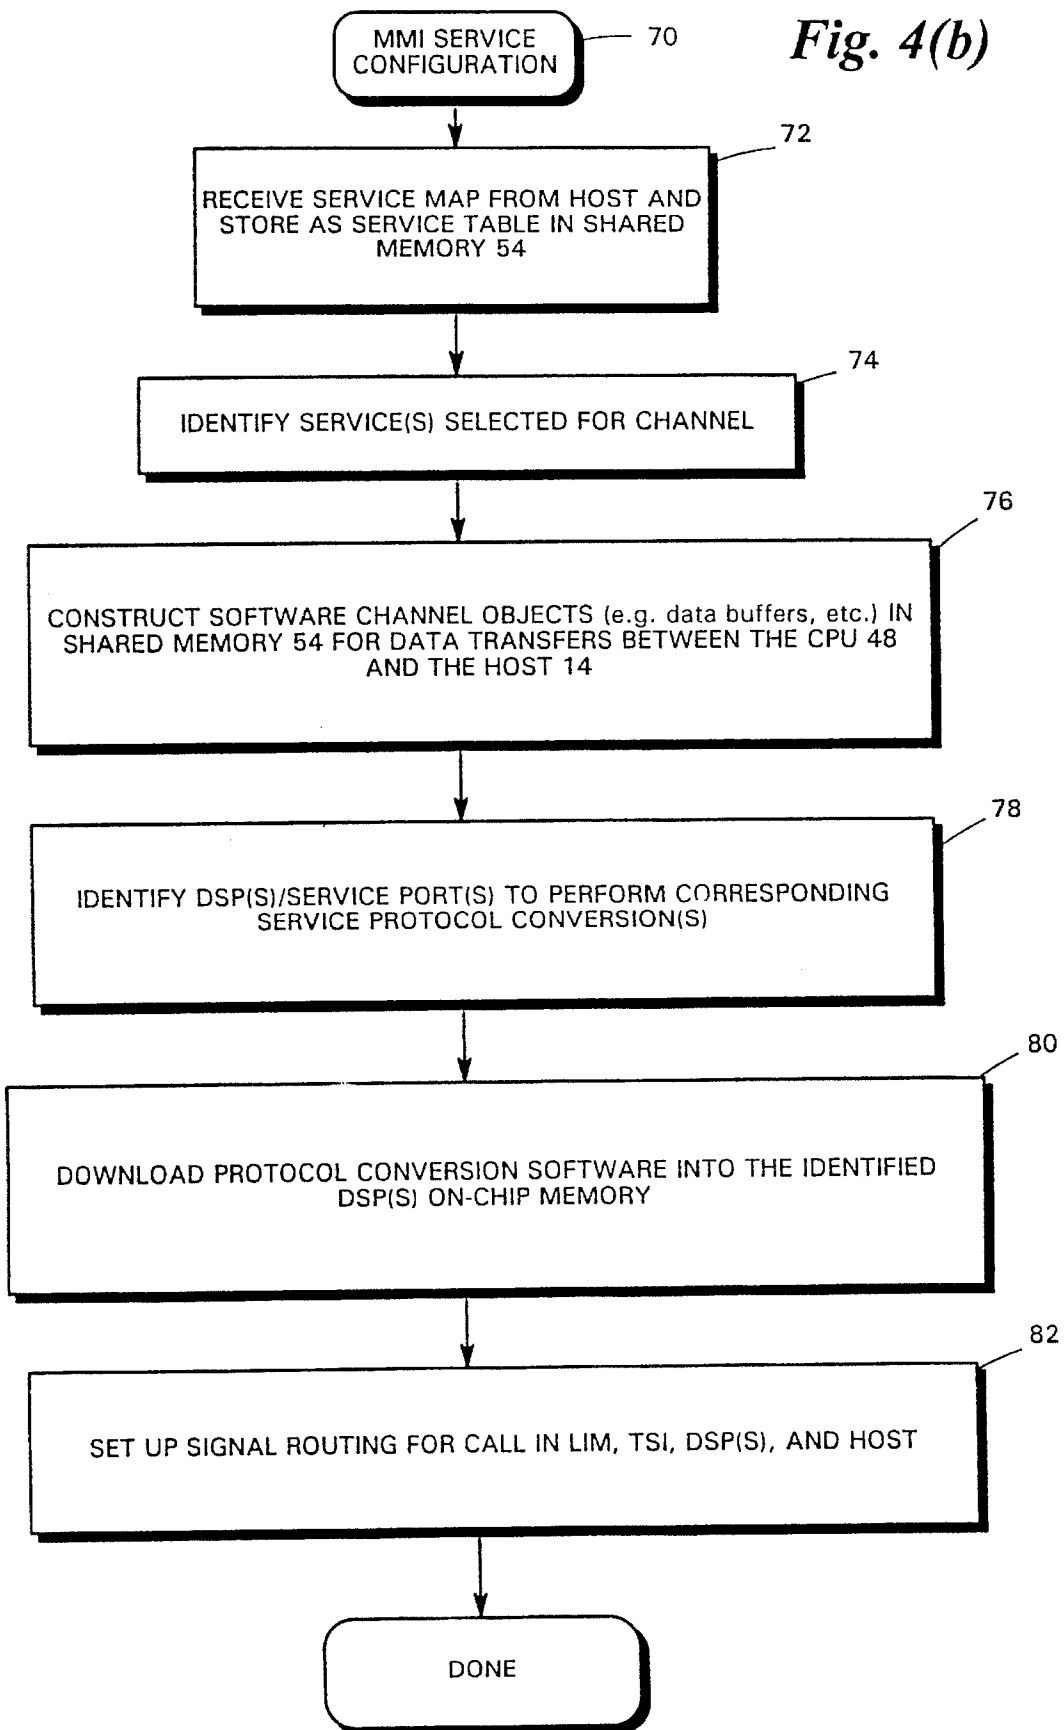 Fig. 4(b)
MMI SERVICE
CONFIGURATION
70
72
RECEIVE SERVICE MAP FROM HOST AND
STORE AS SERVICE TABLE IN SHARED
MEMORY 54
74
IDENTIFY SERVICE(S) SELECTED FOR CHANNEL
76
CONSTRUCT SOFTWARE CHANNEL OBJECTS (e.g. data buffers, etc.) IN
SHARED MEMORY 54 FOR DATA TRANSFERS BETWEEN THE CPU 48
AND THE HOST 14
78
IDENTIFY DSP(S)/SERVICE PORT(S) TO PERFORM CORRESPONDING
SERVICE PROTOCOL CONVERSION(S)
80
DOWNLOAD PROTOCOL CONVERSION SOFTWARE INTO THE IDENTIFIED
DSP(S) ON-CHIP MEMORY
82
SET UP SIGNAL ROUTING FOR CALL IN LIM, TSI, DSP(S), AND HOST
DONE